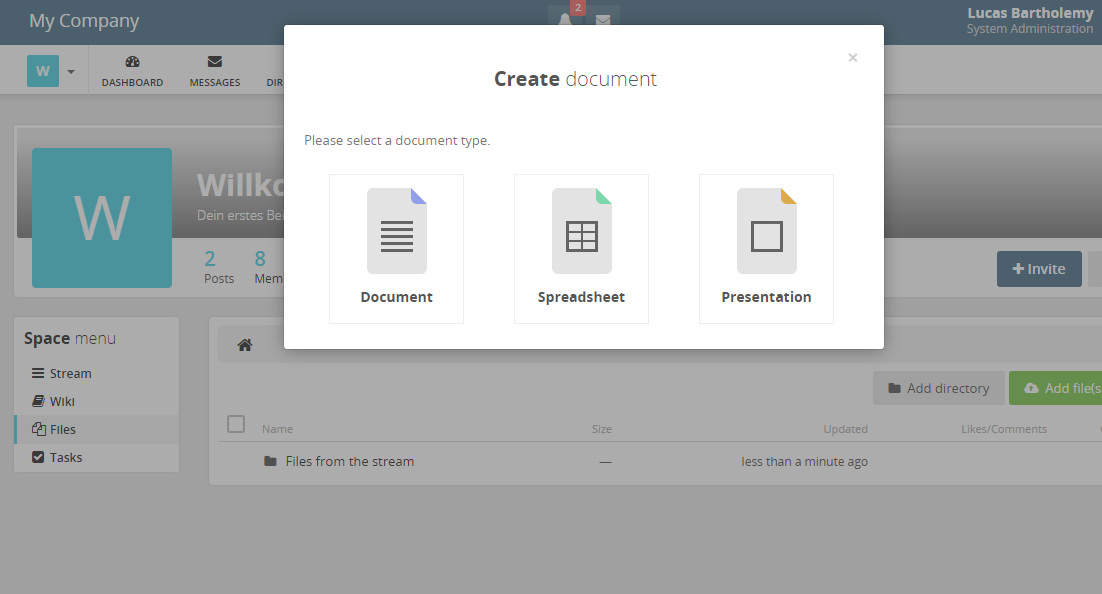 My Company
2
Lucas Bartholemy
System Administration
W
DASHBOARD
MESSAGES
DIR
×
Create document
Please select a document type.
Document
Spreadsheet
Presentation
W
Willko
Dein erstes Be
2
Posts
8
Mem
Invite
Space menu
Stream
Wiki
Files
Tasks
Add directory
Add file(s
Name
Size
Updated
Likes/Comments
Files from the stream
—
less than a minute ago